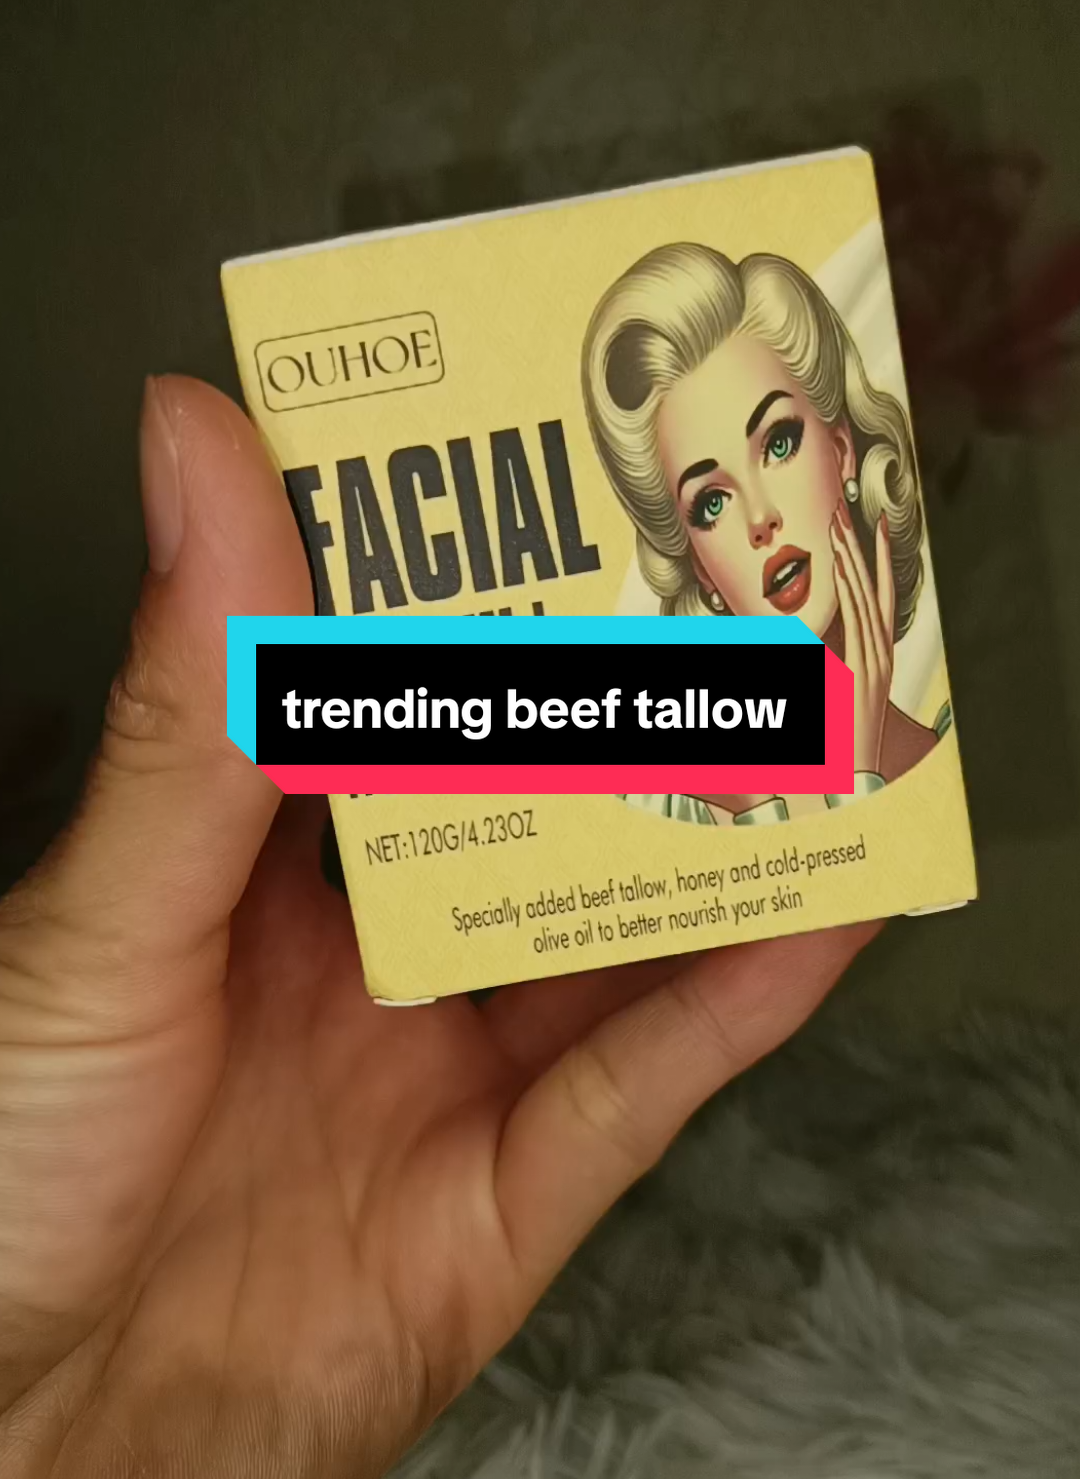 OUHOE
FACIAL
trending beef tallow
NET:120G/4.23OZ
Specially added beef tallow, honey and cold-pressed
olive oil to better nourish your skin